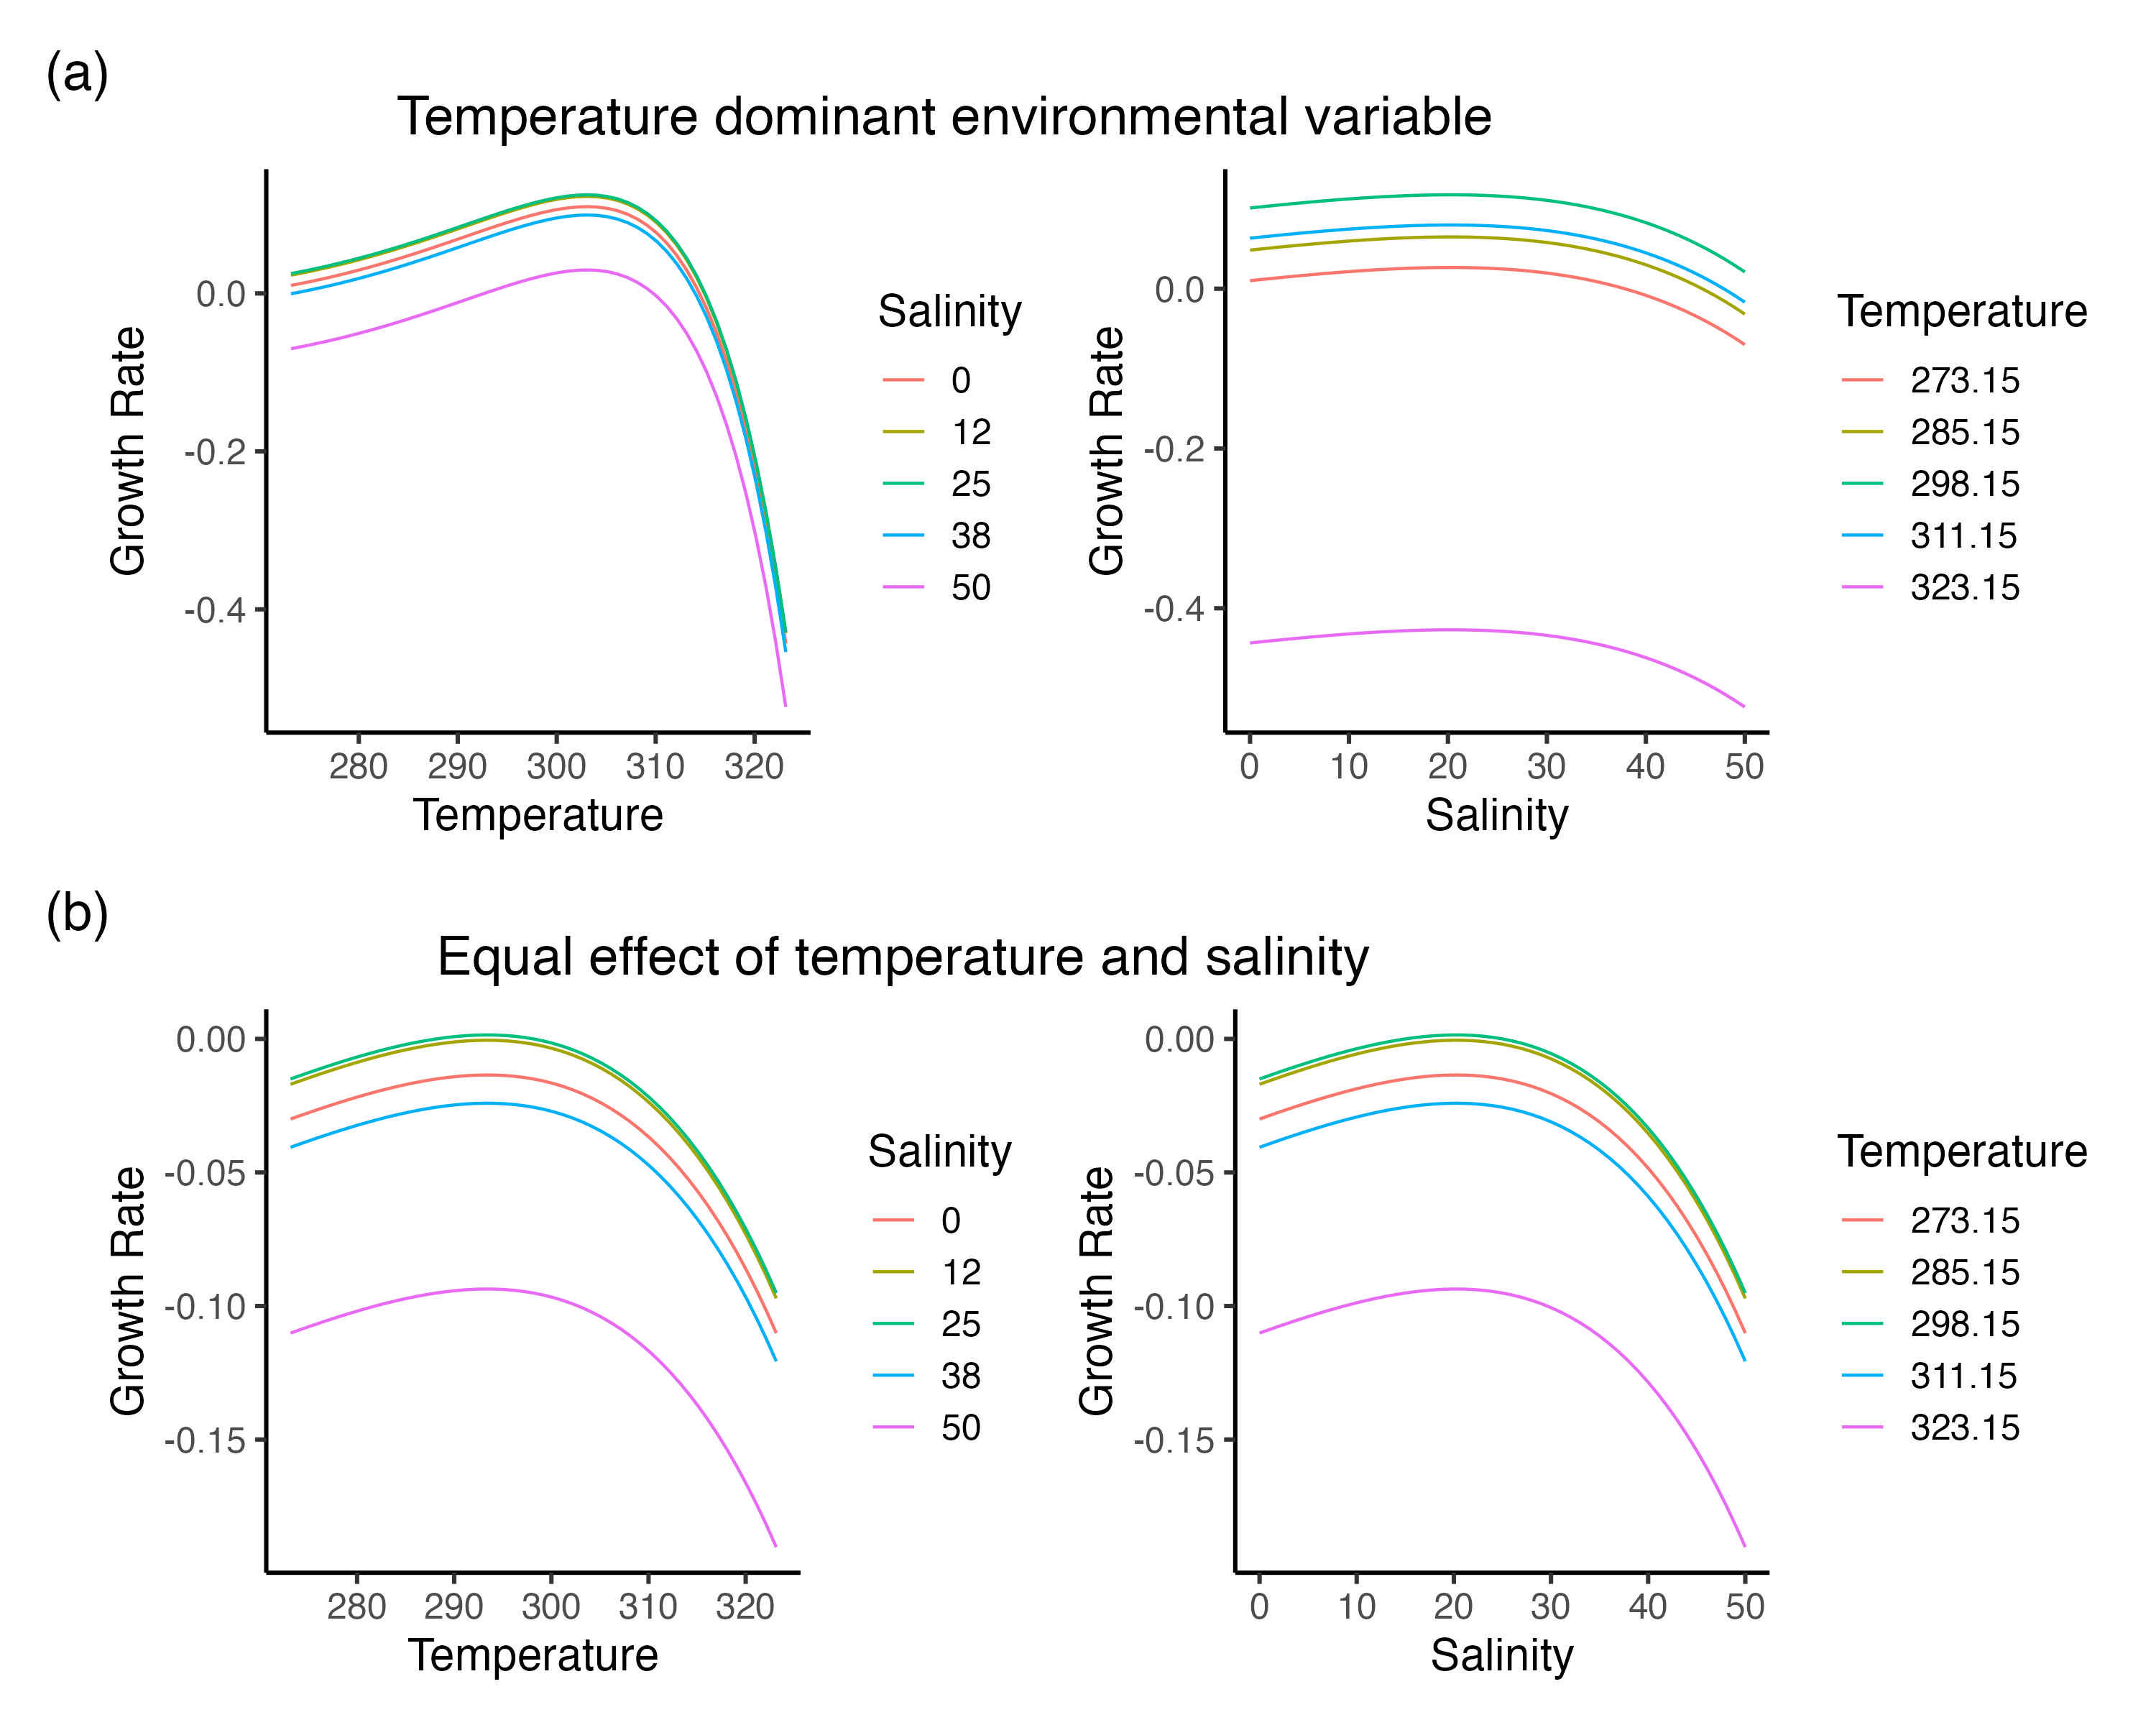 (a)
Temperature dominant environmental variable
Growth Rate
0.0
-0.2
-0.4
280 290 300 310 320
Temperature
Salinity
0
12
25
38
50
Growth Rate
0.0
-0.2
-0.4
0 10 20 30 40 50
Salinity
Temperature
273.15
285.15
298.15
311.15
323.15
(b)
Equal effect of temperature and salinity
Growth Rate
0.00
-0.05
-0.10
-0.15
280 290 300 310 320
Temperature
Salinity
0
12
25
38
50
Growth Rate
0.00
-0.05
-0.10
-0.15
0 10 20 30 40 50
Salinity
Temperature
273.15
285.15
298.15
311.15
323.15